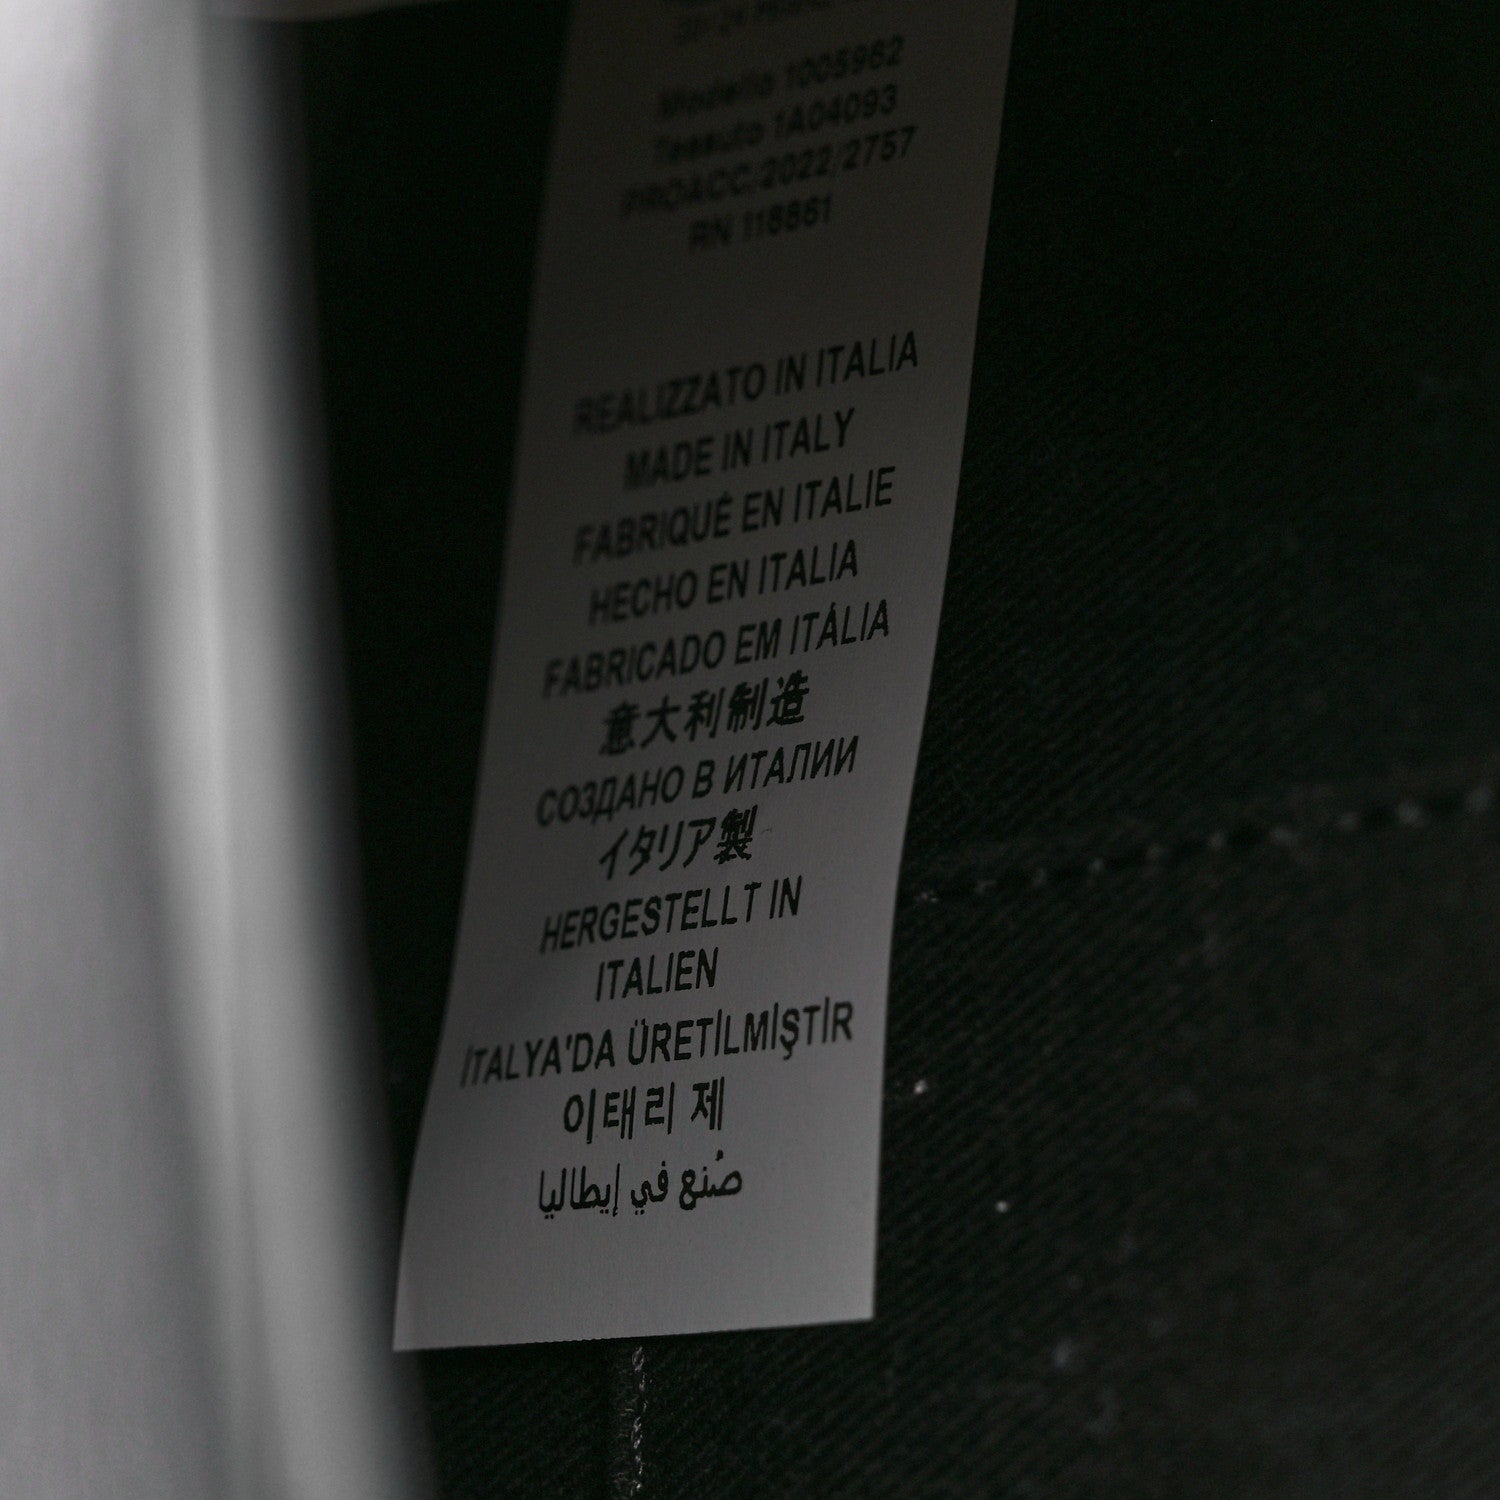 Modello 1005962
Tessuto 1A04093
PROACC/2022/2757
RN 118861
REALIZZATO IN ITALIA
MADE IN ITALY
FABRIQUÉ EN ITALIE
HECHO EN ITALIA
FABRICADO EM ITÁLIA
意大利制造
СОЗДАНО В ИТАЛИИ
イタリア製
HERGESTELLT IN
ITALIEN
İTALYA'DA ÜRETİLMİŞTİR
이태리 제
صُنع في إيطاليا